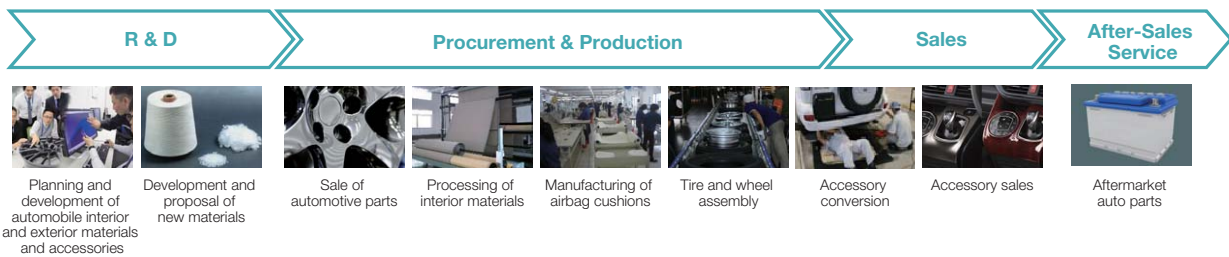 R & D
Procurement & Production
Sales
After-Sales
Service
Planning and
development of
automobile interior
and exterior materials
and accessories
Development and
proposal of
new materials
Sale of
automotive parts
Processing of
interior materials
Manufacturing of
airbag cushions
Tire and wheel
assembly
Accessory
conversion
Accessory sales
Aftermarket
auto parts